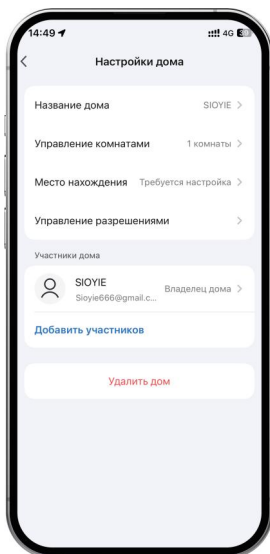 14:49
4G
Настройки дома
Название дома SIOYIE
Управление комнатами 1 комнаты
Место нахождения Требуется настройка
Управление разрешениями
Участники дома
SIOYIE
Sioyie666@gmail.c... Владелец дома
Добавить участников
Удалить дом